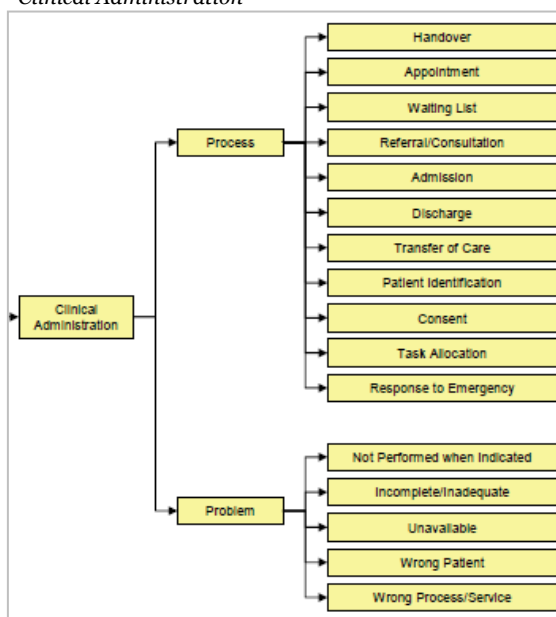 Clinical Administration
Handover
Appointment
Waiting List
Process
Referral/Consultation
Admission
Discharge
Transfer of Care
Patient Identification
Clinical
Administration
Consent
Task Allocation
Response to Emergency
Not Performed when Indicated
Incomplete/Inadequate
Problem
Unavailable
Wrong Patient
Wrong Process/Service